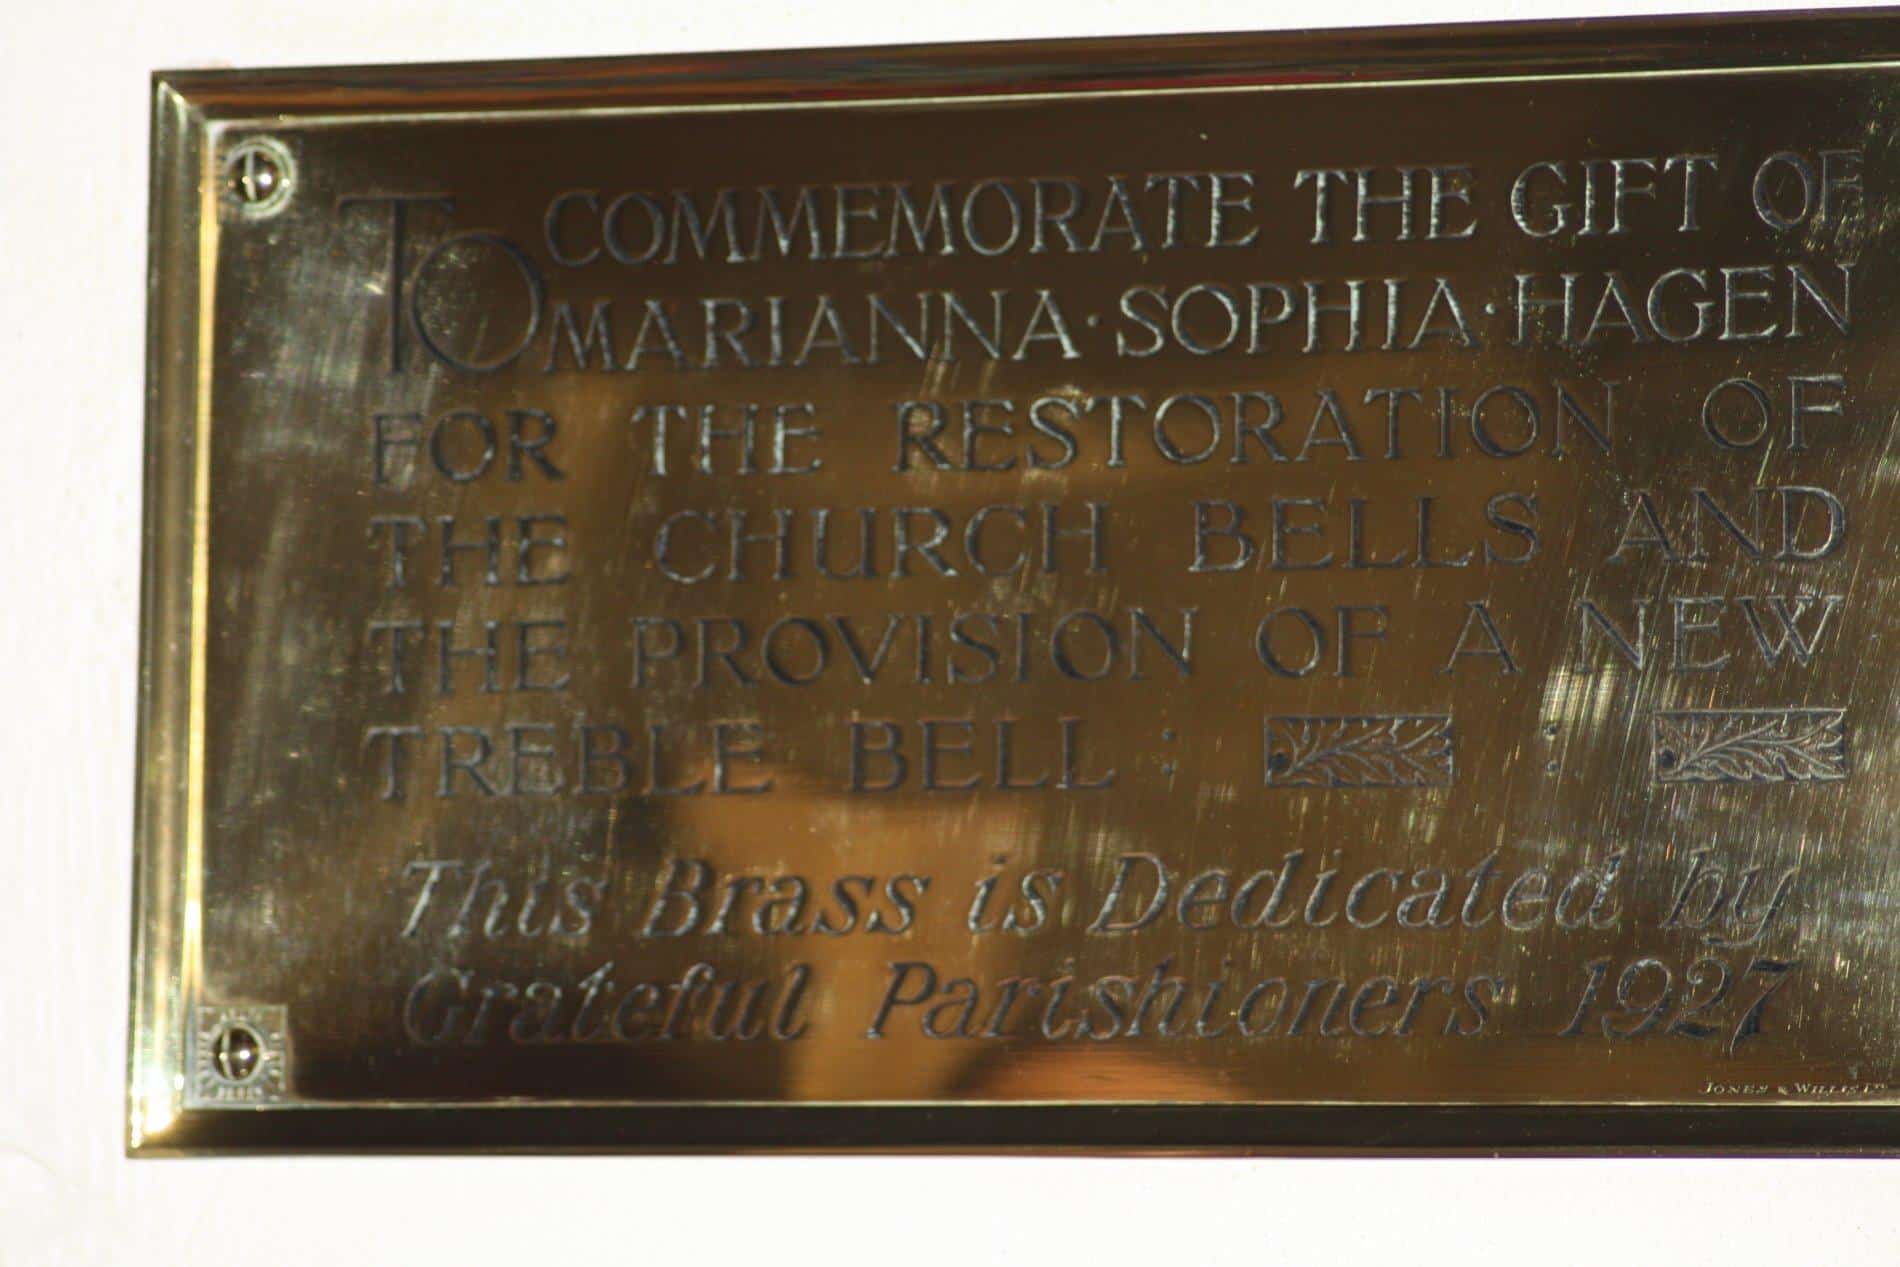 TO COMMEMORATE THE GIFT OF
MARIANNA · SOPHIA · HAGEN
FOR THE RESTORATION OF
THE CHURCH BELLS AND
THE PROVISION OF A NEW
TREBLE BELL : :
This Brass is Dedicated by
Grateful Parishioners 1927
JONES & WILLIS LTD